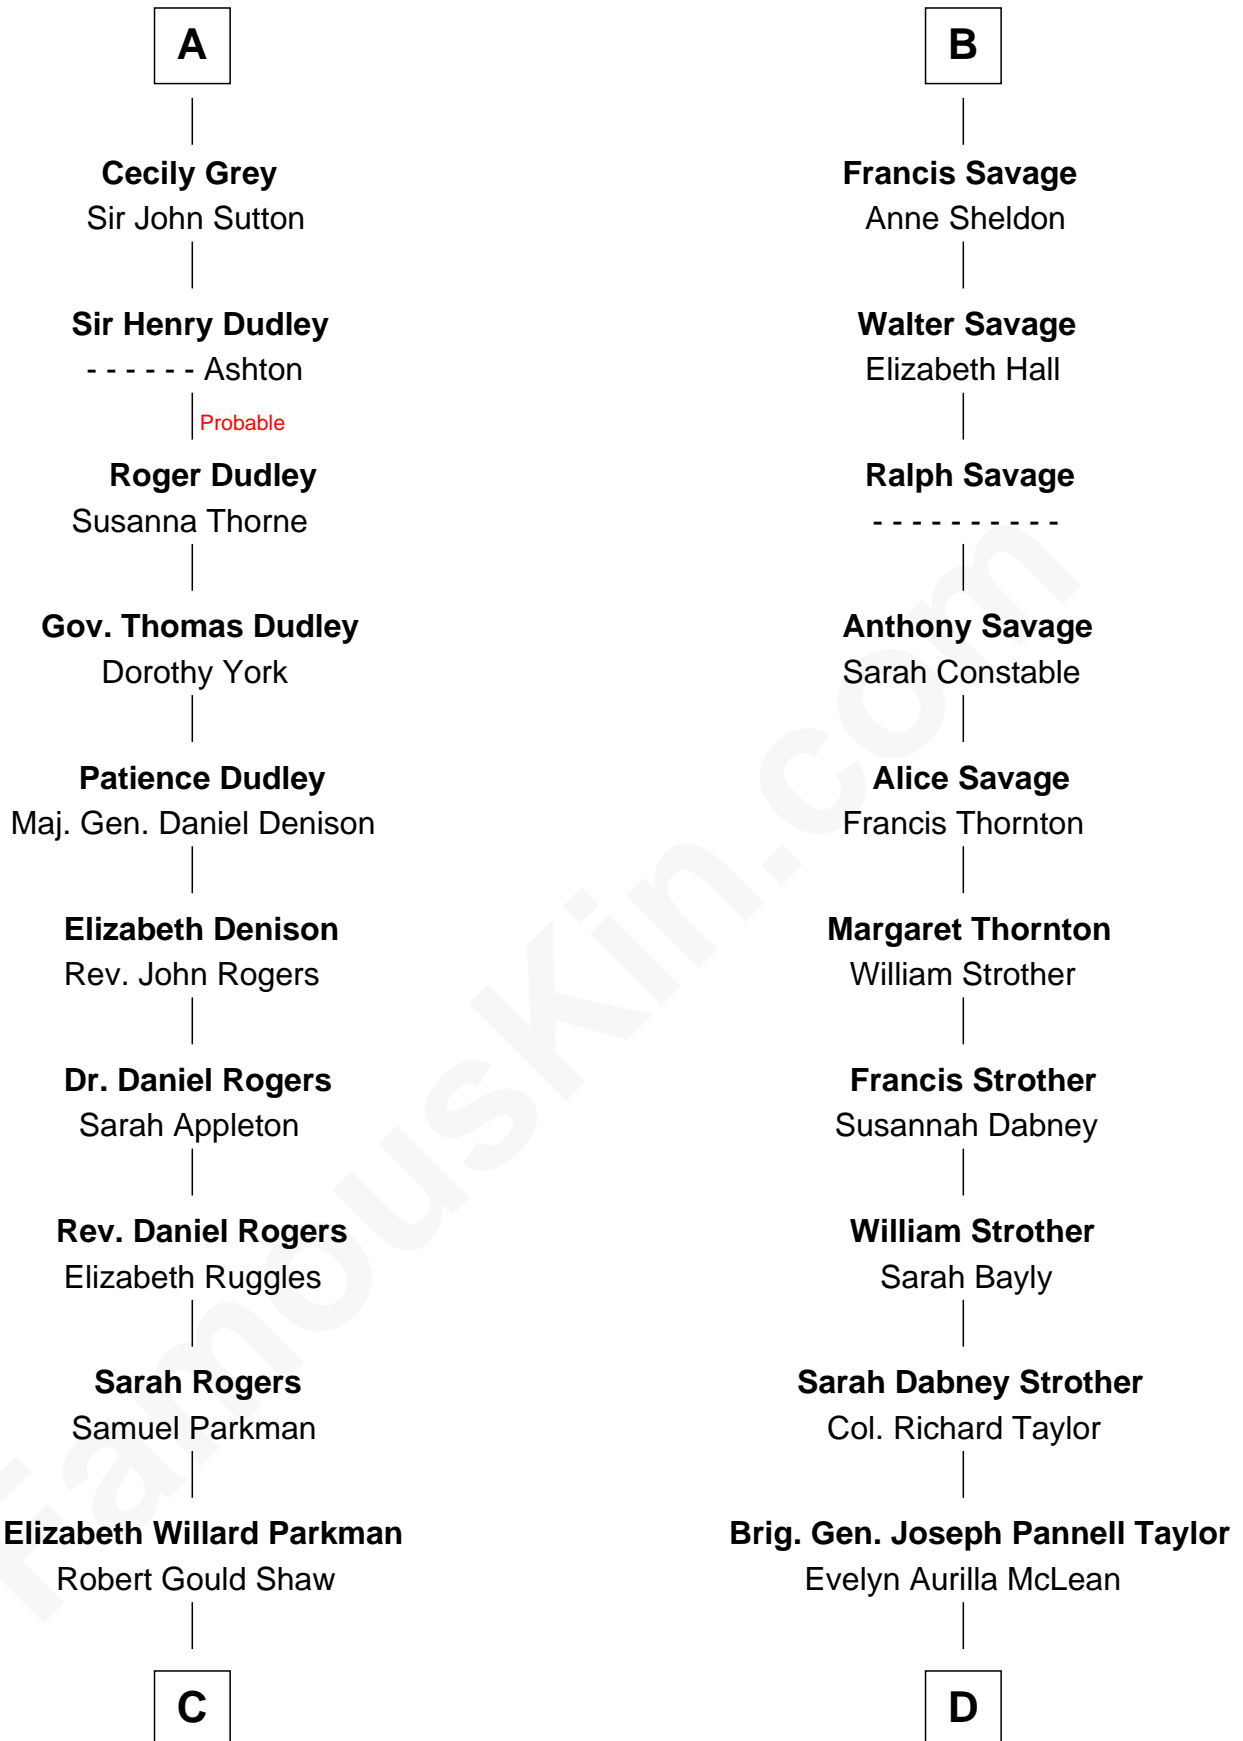 A
Cecily Grey
Sir John Sutton
Sir Henry Dudley
- - - - - - Ashton
Probable
Roger Dudley
Susanna Thorne
Gov. Thomas Dudley
Dorothy York
Patience Dudley
Maj. Gen. Daniel Denison
Elizabeth Denison
Rev. John Rogers
Dr. Daniel Rogers
Sarah Appleton
Rev. Daniel Rogers
Elizabeth Ruggles
Sarah Rogers
Samuel Parkman
Elizabeth Willard Parkman
Robert Gould Shaw
C
B
Francis Savage
Anne Sheldon
Walter Savage
Elizabeth Hall
Ralph Savage
- - - - - - - - - -
Anthony Savage
Sarah Constable
Alice Savage
Francis Thornton
Margaret Thornton
William Strother
Francis Strother
Susannah Dabney
William Strother
Sarah Bayly
Sarah Dabney Strother
Col. Richard Taylor
Brig. Gen. Joseph Pannell Taylor
Evelyn Aurilla McLean
D
FamousKin.com